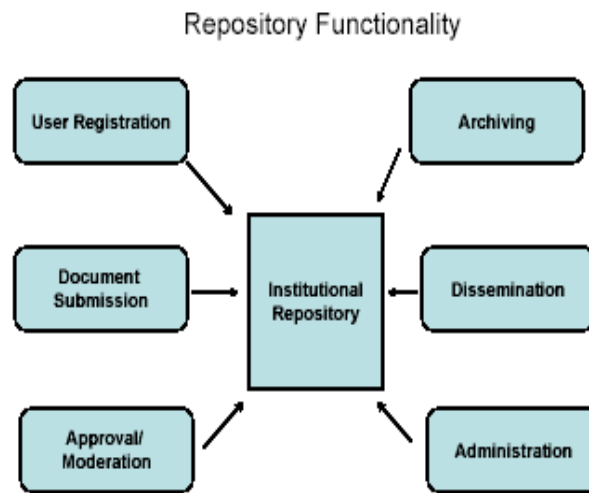 Repository Functionality
User Registration
Archiving
Document
Submission
Institutional
Repository
Dissemination
Approval/
Moderation
Administration